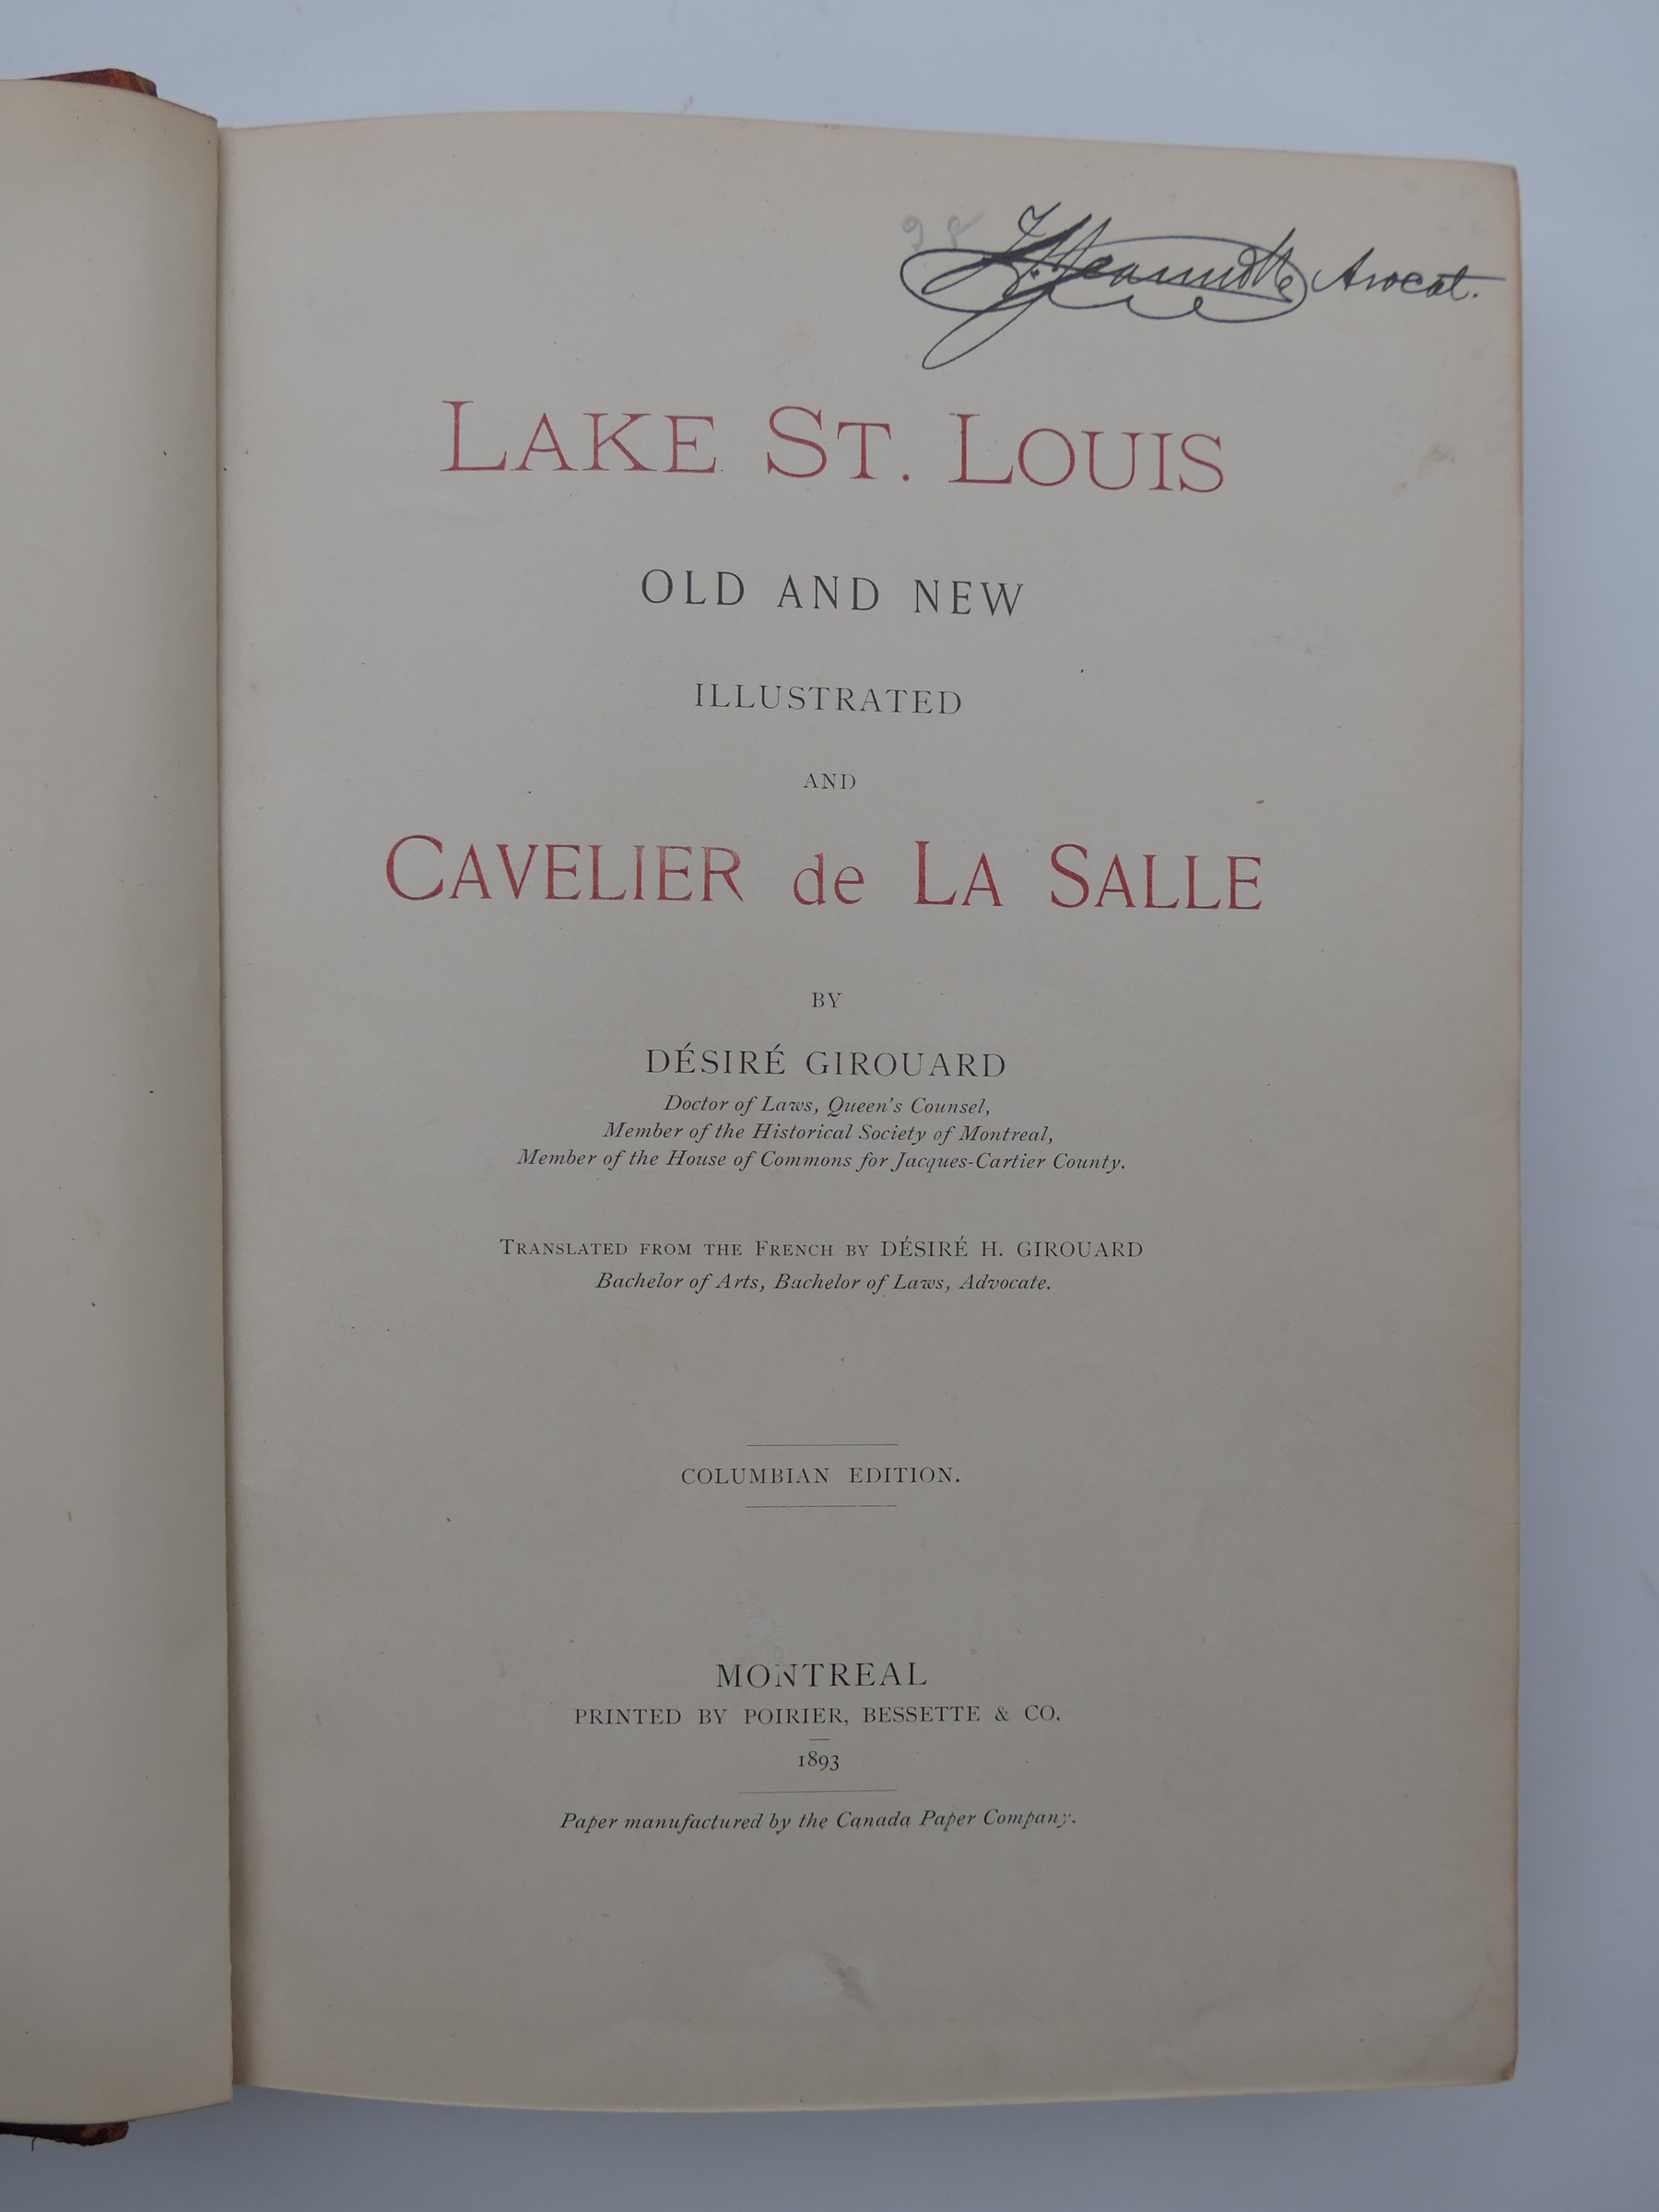 98
Avocat.
LAKE ST. LOUIS
OLD AND NEW
ILLUSTRATED
AND
CAVELIER de LA SALLE
BY
DÉSIRÉ GIROUARD
Doctor of Laws, Queen's Counsel,
Member of the Historical Society of Montreal,
Member of the House of Commons for Jacques-Cartier County.
TRANSLATED FROM THE FRENCH BY DÉSIRÉ H. GIROUARD
Bachelor of Arts, Bachelor of Laws, Advocate.
COLUMBIAN EDITION.
MONTREAL
PRINTED BY POIRIER, BESSETTE & CO.
1893
Paper manufactured by the Canada Paper Company.